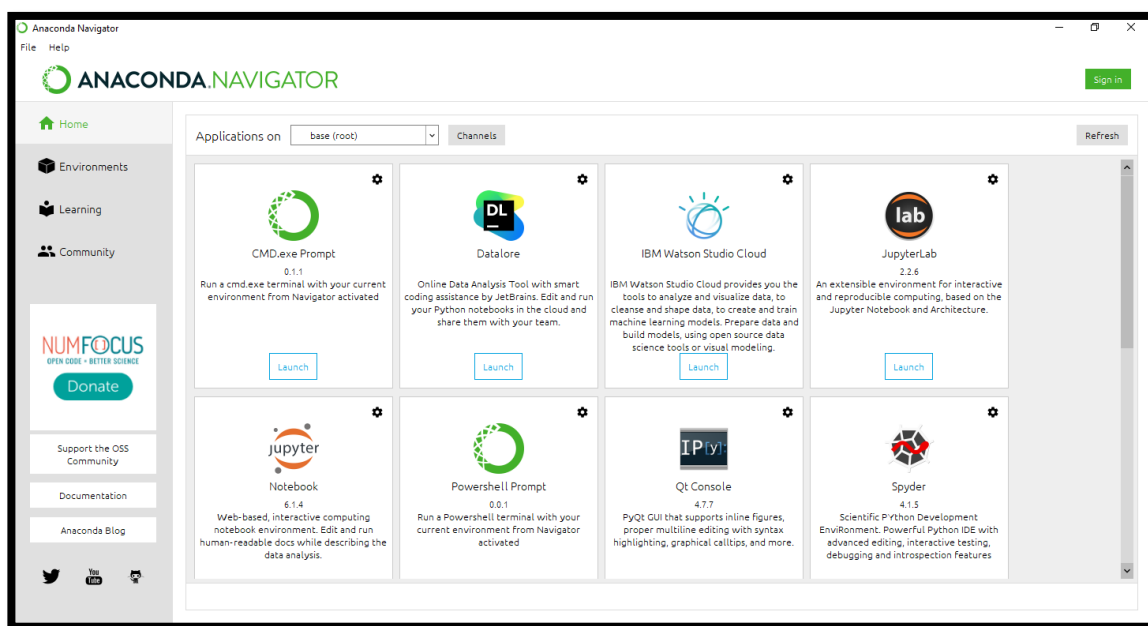 Anaconda Navigator
File Help
ANACONDA.NAVIGATOR
Sign in
Home
Environments
Learning
Community
NUMFOCUS
OPEN CODE = BETTER SCIENCE
Donate
Support the OSS
Community
Documentation
Anaconda Blog
You
Tube
Applications on base (root) Channels Refresh
CMD.exe Prompt
0.1.1
Run a cmd.exe terminal with your current
environment from Navigator activated
Launch
DL
Datalore
Online Data Analysis Tool with smart
coding assistance by JetBrains. Edit and run
your Python notebooks in the cloud and
share them with your team.
Launch
IBM Watson Studio Cloud
IBM Watson Studio Cloud provides you the
tools to analyze and visualize data, to
cleanse and shape data, to create and train
machine learning models. Prepare data and
build models, using open source data
science tools or visual modeling.
Launch
lab
JupyterLab
2.2.6
An extensible environment for interactive
and reproducible computing, based on the
Jupyter Notebook and Architecture.
Launch
jupyter
Notebook
6.1.4
Web-based, interactive computing
notebook environment. Edit and run
human-readable docs while describing the
data analysis.
Powershell Prompt
0.0.1
Run a Powershell terminal with your
current environment from Navigator
activated
IP[y]:
Qt Console
4.7.7
PyQt GUI that supports inline figures,
proper multiline editing with syntax
highlighting, graphical calltips, and more.
Spyder
4.1.5
Scientific PYthon Development
EnviRonment. Powerful Python IDE with
advanced editing, interactive testing,
debugging and introspection features